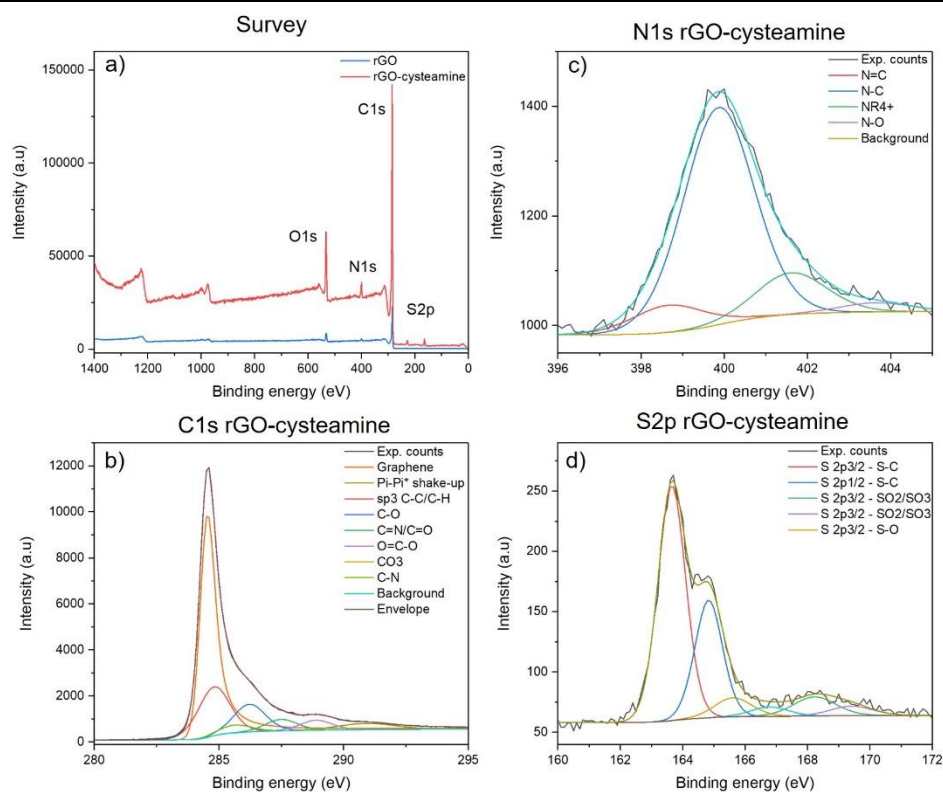 Survey
a)
rGO
rGO-cysteamine
C1s
O1s
N1s
S2p
150000
100000
50000
0
1400 1200 1000 800 600 400 200 0
Intensity (a.u)
Binding energy (eV)
N1s rGO-cysteamine
c)
Exp. counts
N=C
N-C
NR4+
N-O
Background
1400
1200
1000
396 398 400 402 404
Intensity (a.u)
Binding energy (eV)
C1s rGO-cysteamine
b)
Exp. counts
Graphene
Pi-Pi* shake-up
sp3 C-C/C-H
C-O
C=N/C=O
O=C-O
CO3
C-N
Background
Envelope
12000
10000
8000
6000
4000
2000
0
280 285 290 295
Intensity (a.u)
Binding energy (eV)
S2p rGO-cysteamine
d)
Exp. counts
S 2p3/2 - S-C
S 2p1/2 - S-C
S 2p3/2 - SO2/SO3
S 2p3/2 - SO2/SO3
S 2p3/2 - S-O
250
200
150
100
50
160 162 164 166 168 170 172
Intensity (a.u)
Binding energy (eV)